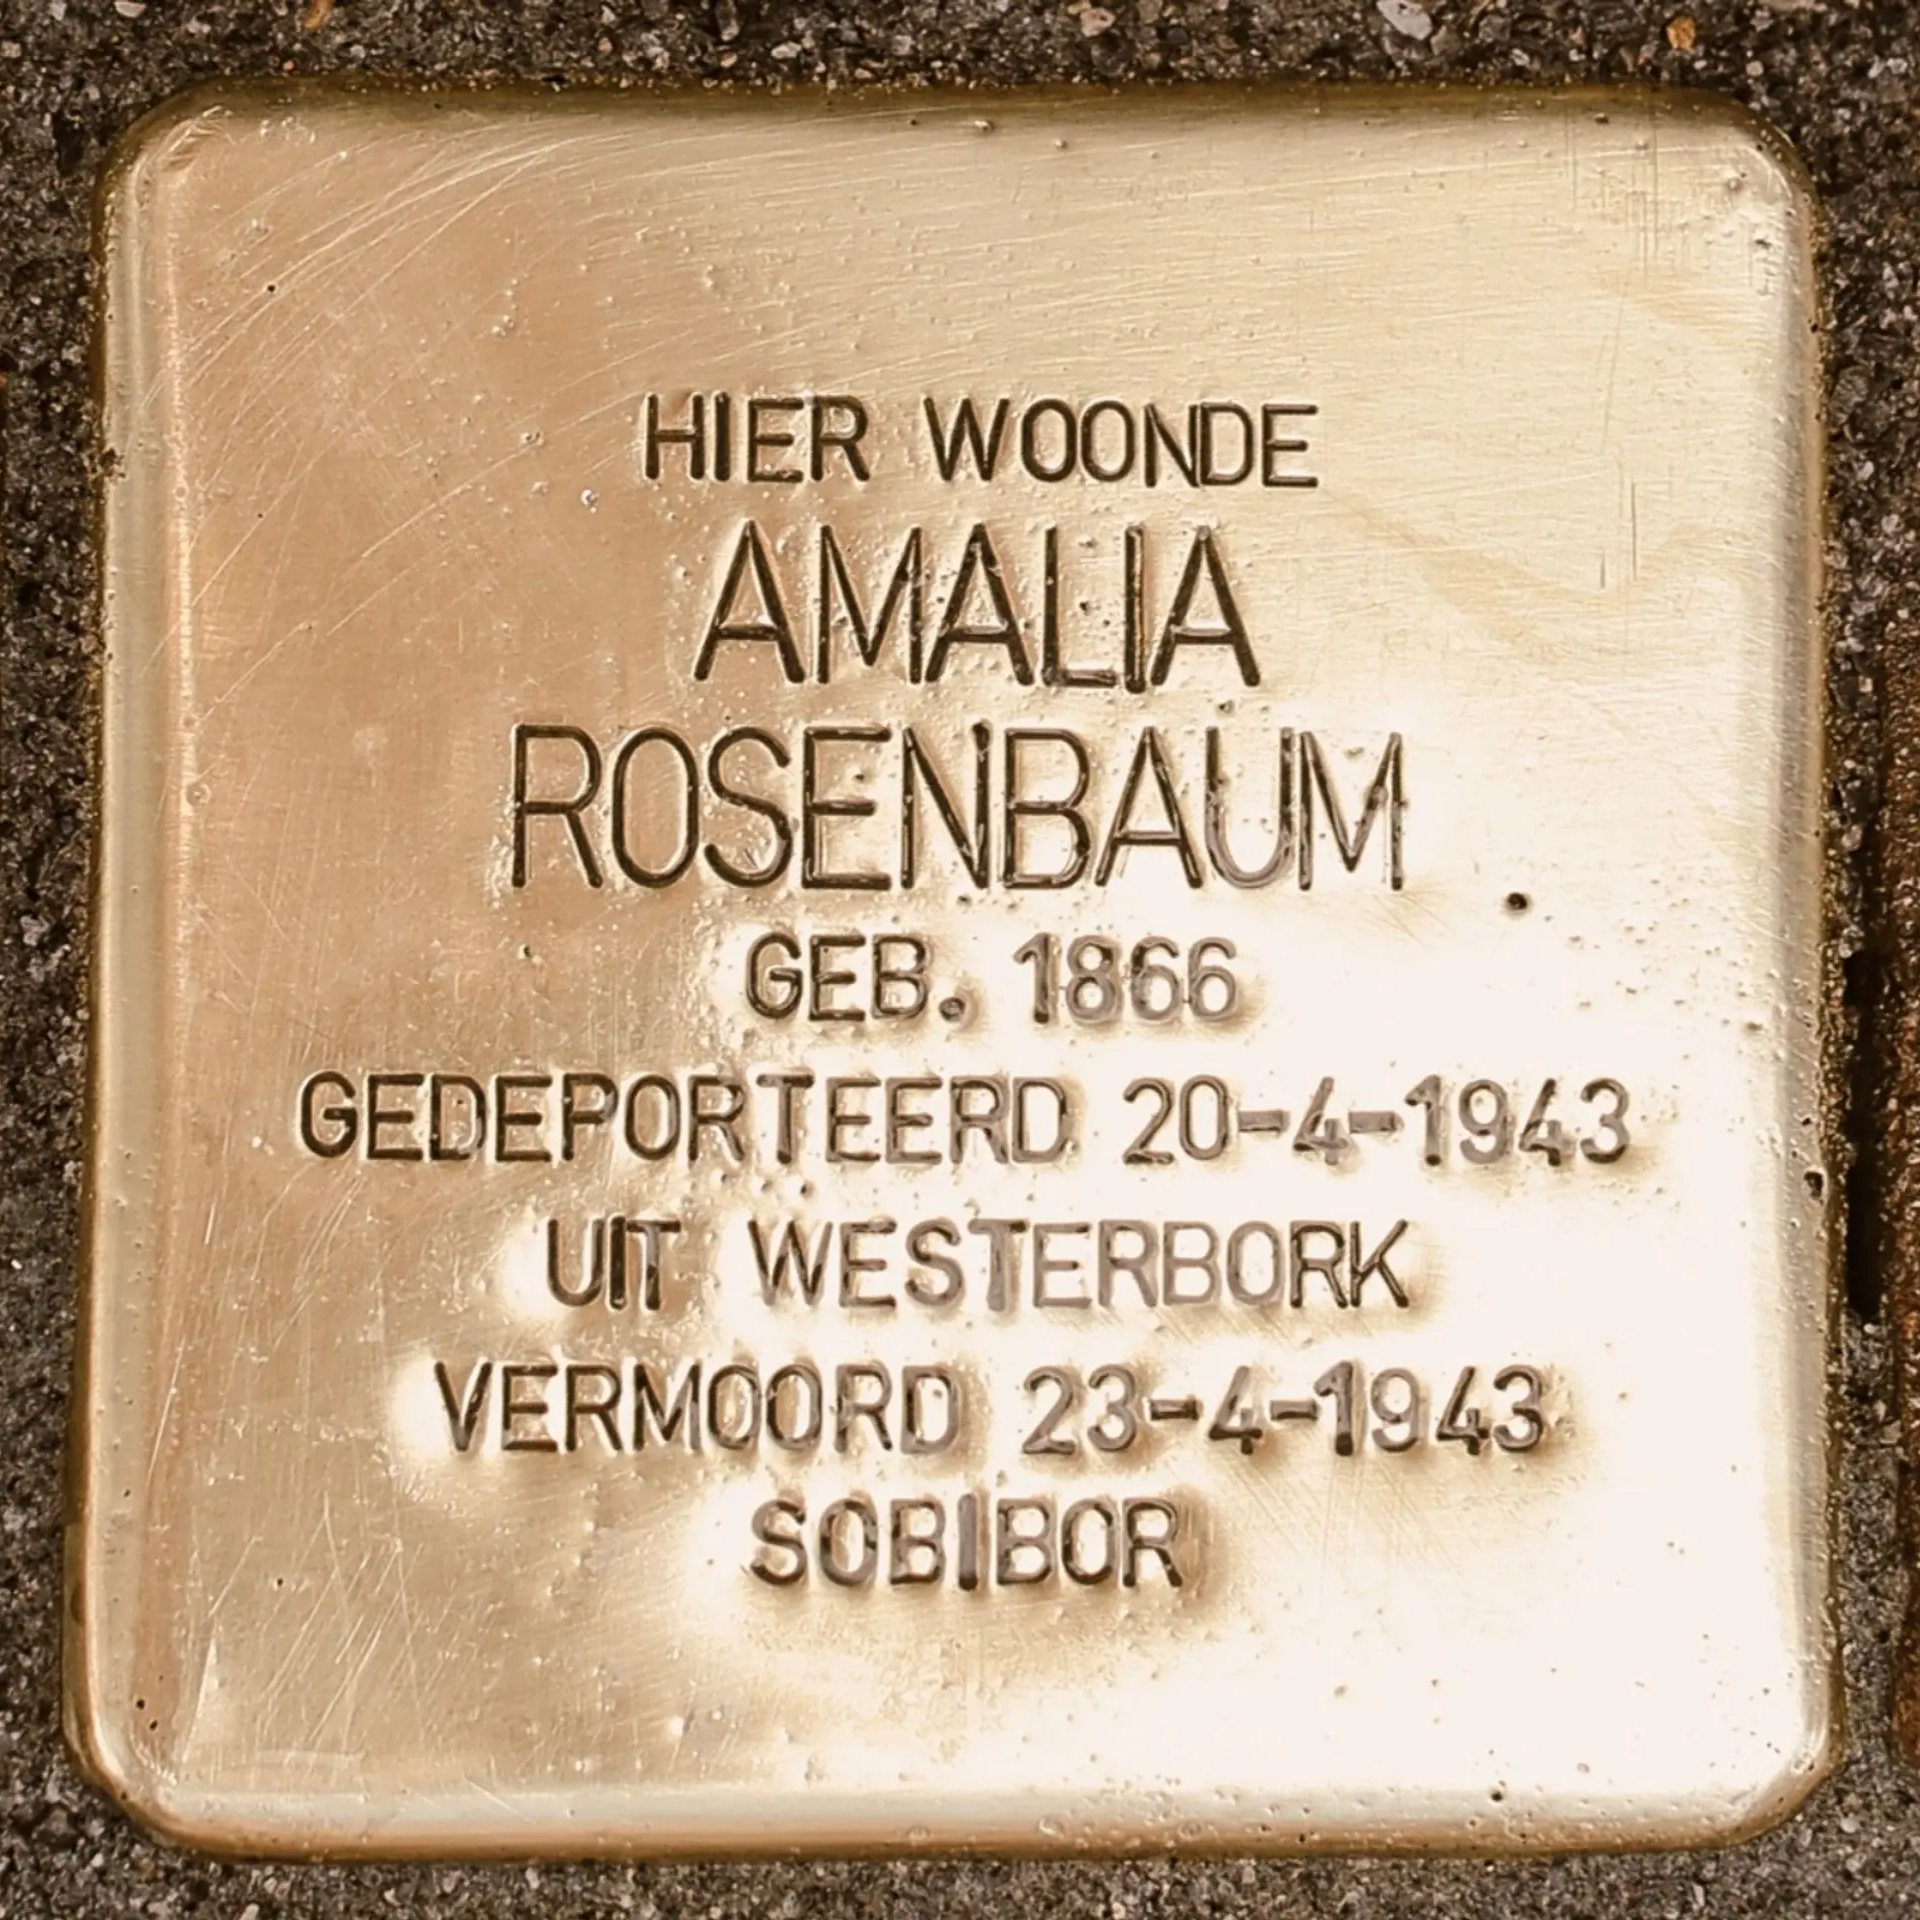 HIER WOONDE
AMALIA
ROSENBAUM
GEB. 1866
GEDEPORTEERD 20-4-1943
UIT WESTERBORK
VERMOORD 23-4-1943
SOBIBOR